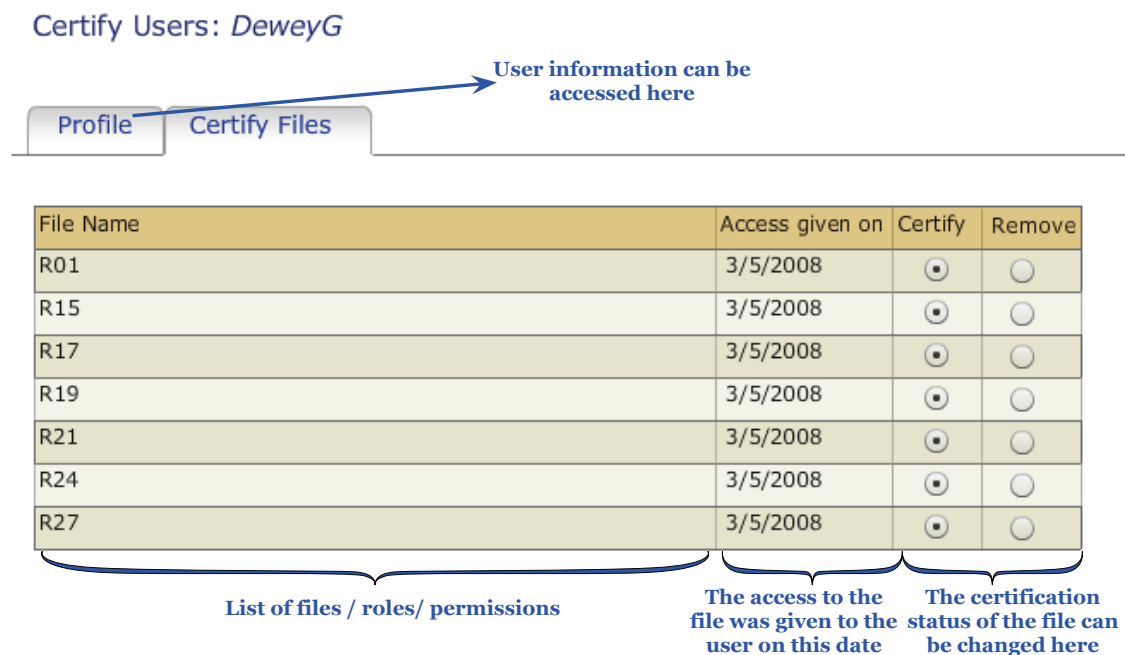 Certify Users: DeweyG
User information can be
accessed here
Profile
Certify Files
File Name Access given on Certify Remove
R01 3/5/2008
R15 3/5/2008
R17 3/5/2008
R19 3/5/2008
R21 3/5/2008
R24 3/5/2008
R27 3/5/2008
List of files / roles/ permissions
The access to the
file was given to the
user on this date
The certification
status of the file can
be changed here